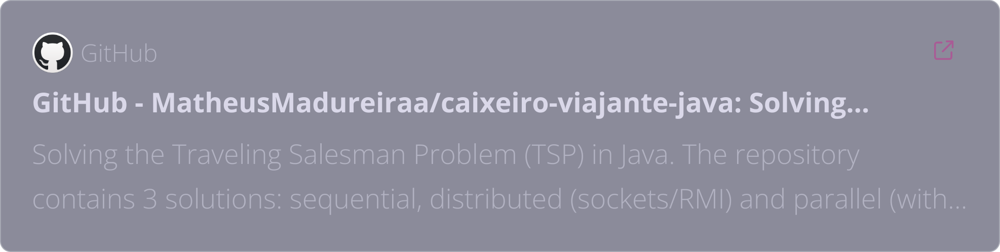 GitHub
GitHub - MatheusMadureiraa/caixeiro-viajante-java: Solving...
Solving the Traveling Salesman Problem (TSP) in Java. The repository
contains 3 solutions: sequential, distributed (sockets/RMI) and parallel (with...